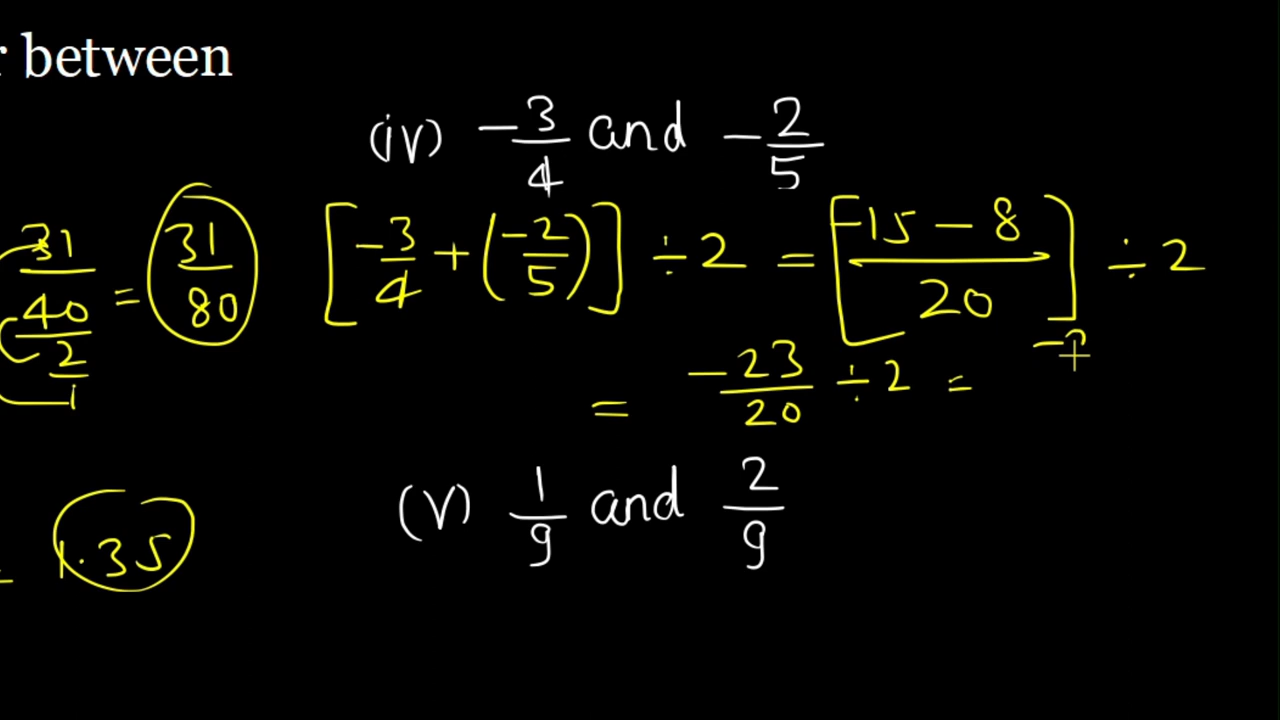 r between
(iv) -3/4 and -2/5
31/40/2/1 = 31/80
[-3/4 + (-2/5)] ÷ 2 = [-15 - 8/20] ÷ 2
= -23/20 ÷ 2 =
(v) 1/9 and 2/9
1.35